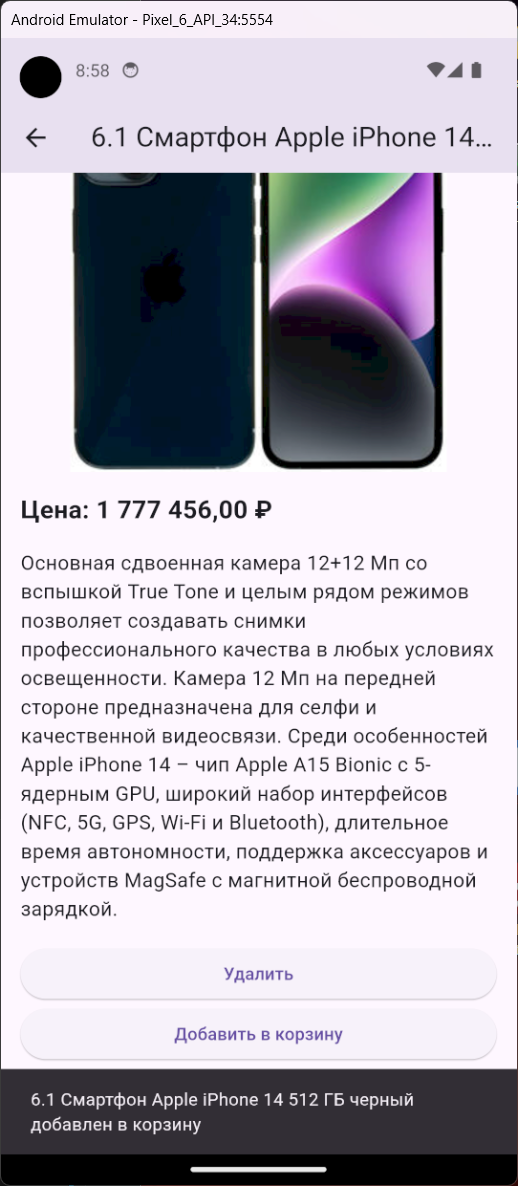 Android Emulator - Pixel_6_API_34:5554
8:58
6.1 Смартфон Apple iPhone 14...
Цена: 1 777 456,00 ₽
Основная сдвоенная камера 12+12 Мп со
вспышкой True Tone и целым рядом режимов
позволяет создавать снимки
профессионального качества в любых условиях
освещенности. Камера 12 Мп на передней
стороне предназначена для селфи и
качественной видеосвязи. Среди особенностей
Apple iPhone 14 – чип Apple A15 Bionic с 5-
ядерным GPU, широкий набор интерфейсов
(NFC, 5G, GPS, Wi-Fi и Bluetooth), длительное
время автономности, поддержка аксессуаров и
устройств MagSafe с магнитной беспроводной
зарядкой.
Удалить
Добавить в корзину
6.1 Смартфон Apple iPhone 14 512 ГБ черный
добавлен в корзину